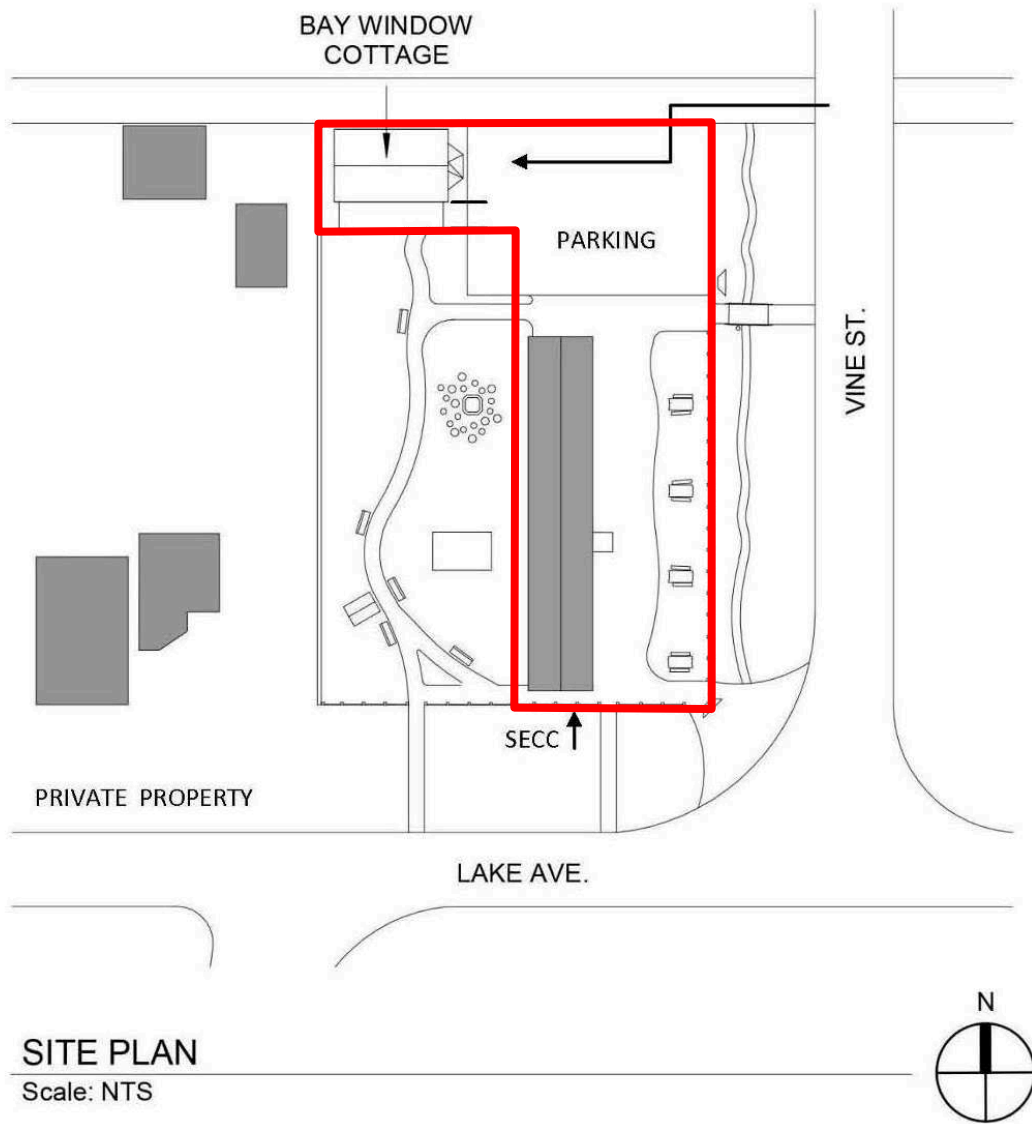 BAY WINDOW
COTTAGE
PARKING
VINE ST.
SECC
PRIVATE PROPERTY
LAKE AVE.
N
SITE PLAN
Scale: NTS